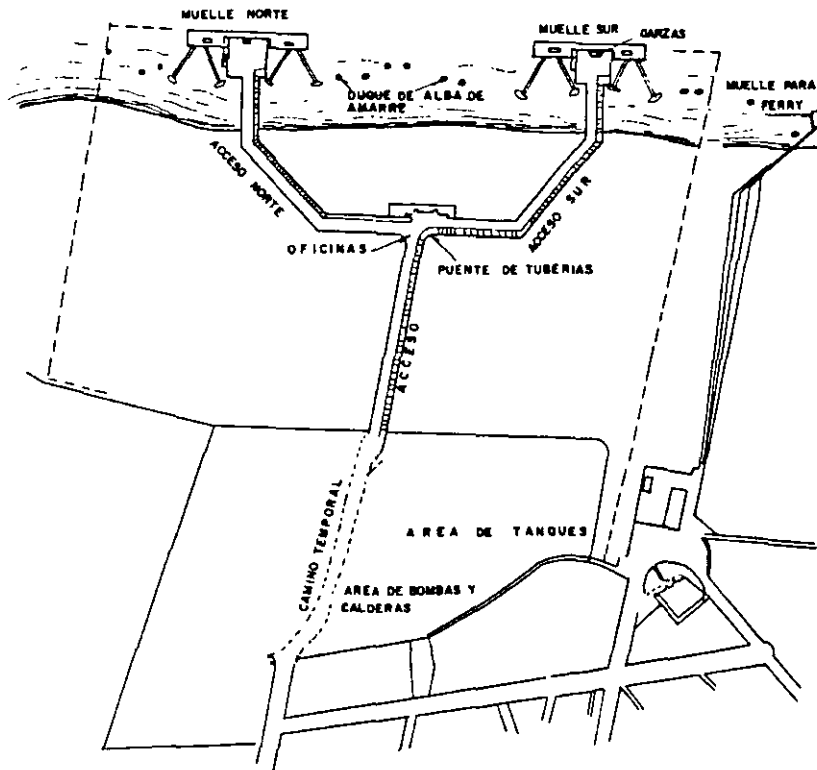 MUELLE NORTE
MUELLE SUR
GARZAS
DUQUE DE ALBA DE
AMARRE
MUELLE PARA
FERRY
ACCESO NORTE
ACCESO SUR
OFICINAS
PUENTE DE TUBERIAS
ACCESO
CAMINO TEMPORAL
AREA DE TANQUES
AREA DE BOMBAS Y
CALDERAS